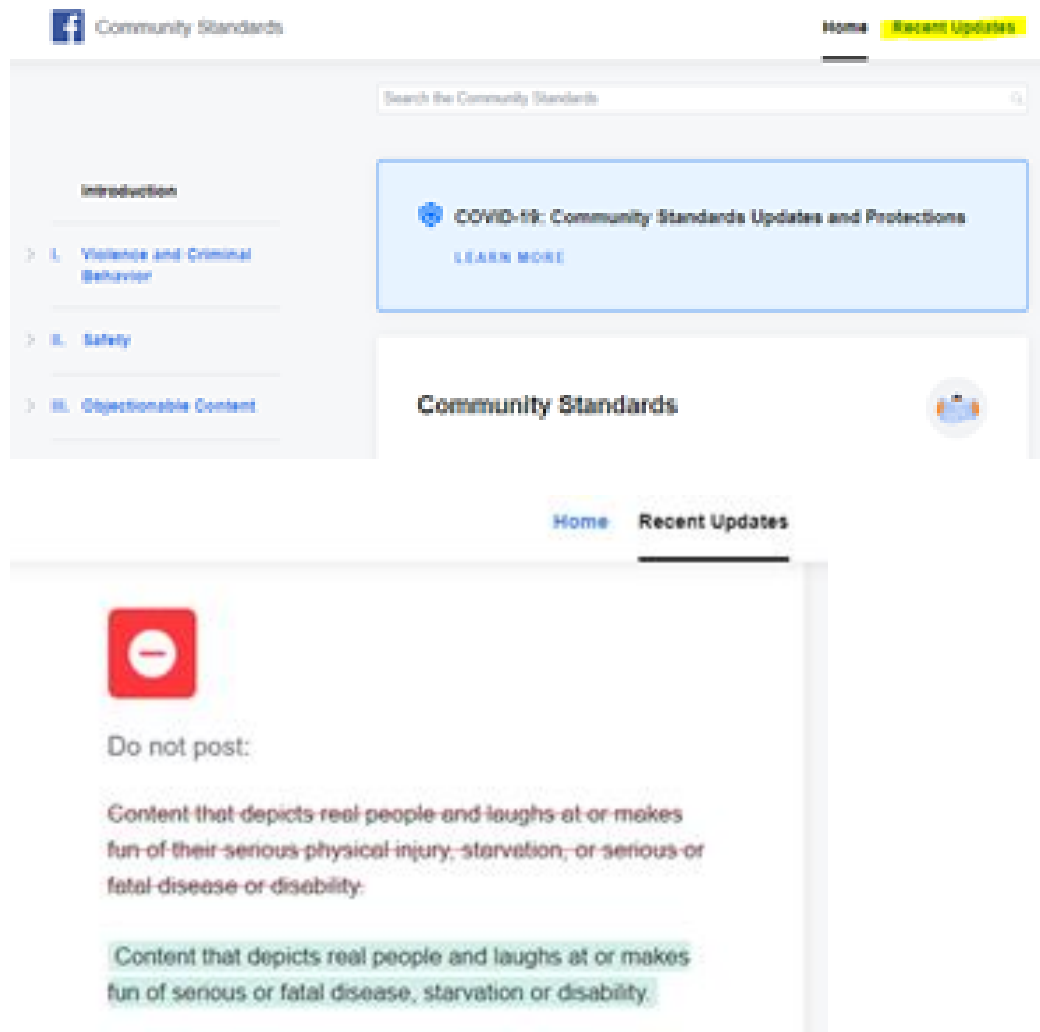 Community Standards
Home Recent Updates
Search the Community Standards
Introduction
COVID-19: Community Standards Updates and Protections
LEARN MORE
I. Violence and Criminal
Behavior
II. Safety
III. Objectionable Content
Community Standards
Home Recent Updates
Do not post:
Content that depicts real people and laughs at or makes
fun of their serious physical injury, starvation, or serious or
fatal disease or disability.
Content that depicts real people and laughs at or makes
fun of serious or fatal disease, starvation or disability.